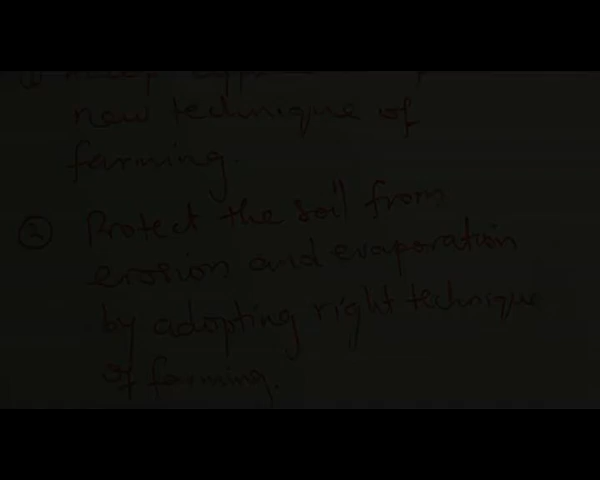 new technique of
farming.
② Protect the soil from
erosion and evaporation
by adopting right technique
of farming.